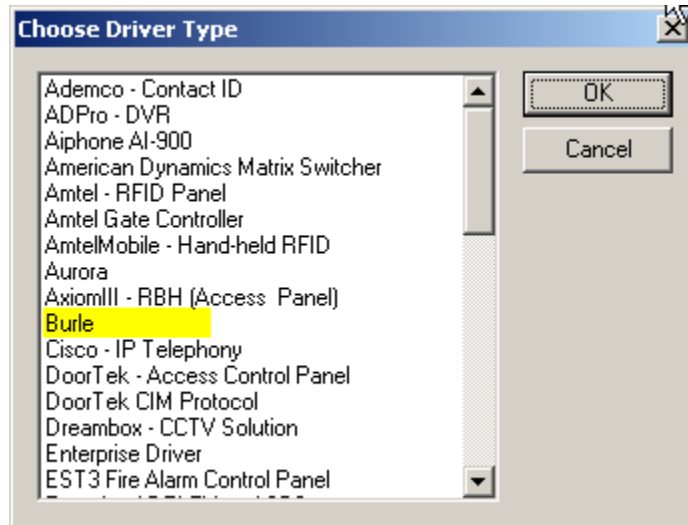 Choose Driver Type
Ademco - Contact ID
ADPro - DVR
Aiphone AI-900
American Dynamics Matrix Switcher
Amtel - RFID Panel
Amtel Gate Controller
AmtelMobile - Hand-held RFID
Aurora
AxiomIII - RBH (Access  Panel)
Burle
Cisco - IP Telephony
DoorTek - Access Control Panel
DoorTek CIM Protocol
Dreambox - CCTV Solution
Enterprise Driver
EST3 Fire Alarm Control Panel
OK
Cancel